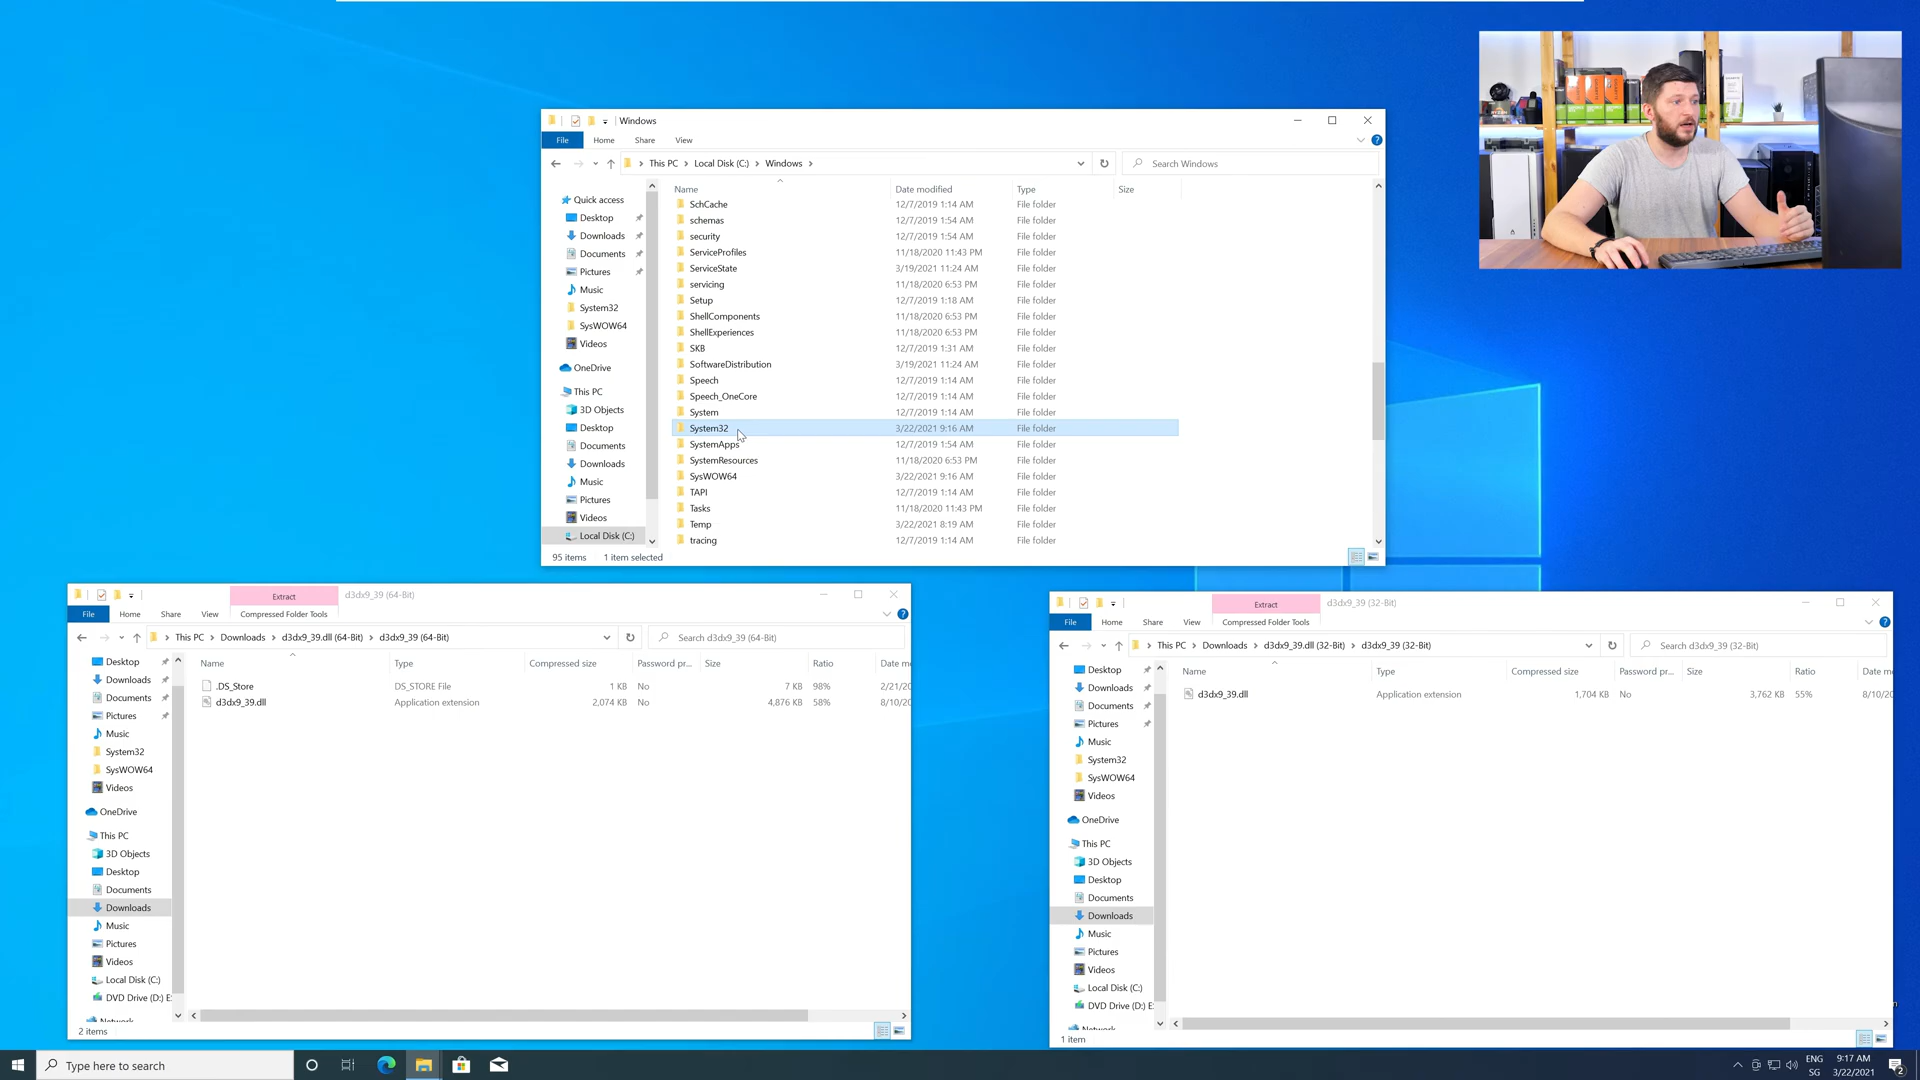 Windows
File Home Share View
This PC Local Disk (C:) Windows
Search Windows
Quick access
Desktop
Downloads
Documents
Pictures
Music
System32
SysWOW64
Videos
OneDrive
This PC
3D Objects
Desktop
Documents
Downloads
Music
Pictures
Videos
Local Disk (C:)
Name Date modified Type Size
SchCache 12/7/2019 1:14 AM File folder
schemas 12/7/2019 1:54 AM File folder
security 12/7/2019 1:54 AM File folder
ServiceProfiles 11/18/2020 11:43 PM File folder
ServiceState 3/19/2021 11:24 AM File folder
servicing 11/18/2020 6:53 PM File folder
Setup 12/7/2019 1:18 AM File folder
ShellComponents 11/18/2020 6:53 PM File folder
ShellExperiences 11/18/2020 6:53 PM File folder
SKB 12/7/2019 1:31 AM File folder
SoftwareDistribution 3/19/2021 11:24 AM File folder
Speech 12/7/2019 1:14 AM File folder
Speech_OneCore 12/7/2019 1:14 AM File folder
System 12/7/2019 1:14 AM File folder
System32 3/22/2021 9:16 AM File folder
SystemApps 12/7/2019 1:54 AM File folder
SystemResources 11/18/2020 6:53 PM File folder
SysWOW64 3/22/2021 9:16 AM File folder
TAPI 12/7/2019 1:14 AM File folder
Tasks 11/18/2020 11:43 PM File folder
Temp 3/22/2021 8:19 AM File folder
tracing 12/7/2019 1:14 AM File folder
95 items 1 item selected
Extract d3dx9_39 (64-Bit)
File Home Share View Compressed Folder Tools
This PC Downloads d3dx9_39.dll (64-Bit) d3dx9_39 (64-Bit)
Search d3dx9_39 (64-Bit)
Desktop
Downloads
Documents
Pictures
Music
System32
SysWOW64
Videos
OneDrive
This PC
3D Objects
Desktop
Documents
Downloads
Music
Pictures
Videos
Local Disk (C:)
DVD Drive (D:) E
Network
Name Type Compressed size Password pr... Size Ratio Date m
.DS_Store DS_STORE File 1 KB No 7 KB 98% 2/21/20
d3dx9_39.dll Application extension 2,074 KB No 4,876 KB 58% 8/10/20
2 items
Extract d3dx9_39 (32-Bit)
File Home Share View Compressed Folder Tools
This PC Downloads d3dx9_39.dll (32-Bit) d3dx9_39 (32-Bit)
Search d3dx9_39 (32-Bit)
Desktop
Downloads
Documents
Pictures
Music
System32
SysWOW64
Videos
OneDrive
This PC
3D Objects
Desktop
Documents
Downloads
Music
Pictures
Videos
Local Disk (C:)
DVD Drive (D:) E
Network
Name Type Compressed size Password pr... Size Ratio Date m
d3dx9_39.dll Application extension 1,704 KB No 3,762 KB 55% 8/10/20
1 item
Type here to search
ENG
SG
9:17 AM
3/22/2021
2